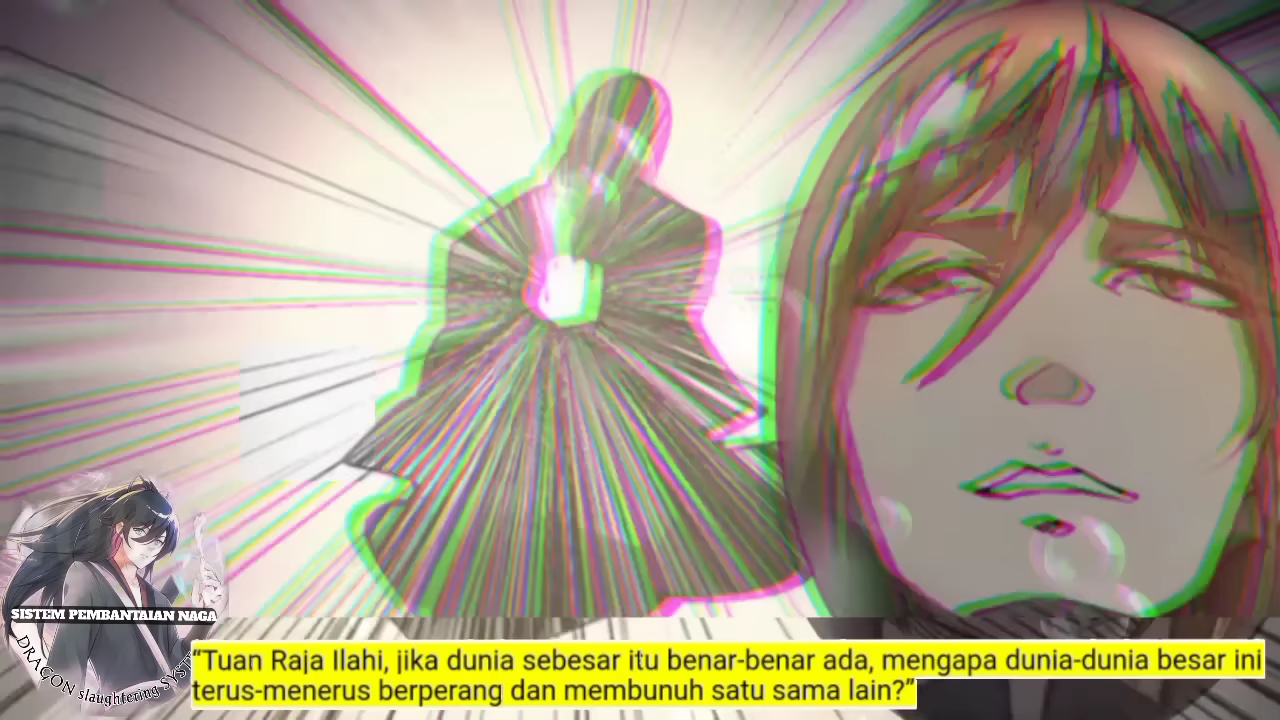 SISTEM PEMBANTAIAN NAGA
DRAGON slaughtering SYST
“Tuan Raja Ilahi, jika dunia sebesar itu benar-benar ada, mengapa dunia-dunia besar ini
terus-menerus berperang dan membunuh satu sama lain?”